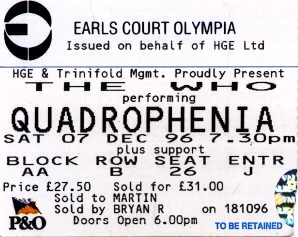 EARLS COURT OLYMPIA
Issued on behalf of HGE Ltd
HGE & Trinifold Mgmt. Proudly Present
THE WHO
performing
QUADROPHENIA
SAT 07 DEC 96 7.30pm
plus support
BLOCK ROW SEAT ENTR
AA B 26 J
Price £27.50 Sold for £31.00
Sold to MARTIN
Sold by BRYAN R on 181096
Doors Open 6.00pm
P&O
TO BE RETAINED